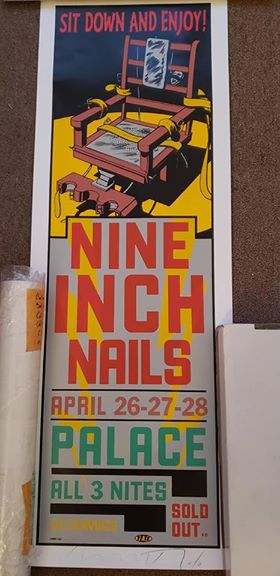 SIT DOWN AND ENJOY!
NINE
INCH
NAILS
APRIL 26-27-28
PALACE
ALL 3 NITES
SOLD
OUT